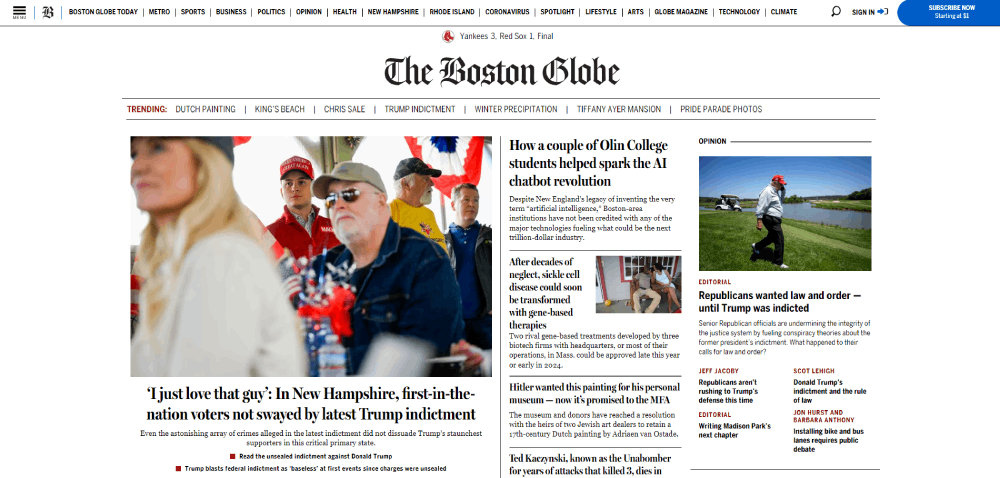 MENU
B
BOSTON GLOBE TODAY | METRO | SPORTS | BUSINESS | POLITICS | OPINION | HEALTH | NEW HAMPSHIRE | RHODE ISLAND | CORONAVIRUS | SPOTLIGHT | LIFESTYLE | ARTS | GLOBE MAGAZINE | TECHNOLOGY | CLIMATE
SIGN IN
SUBSCRIBE NOW
Starting at $1
Yankees 3, Red Sox 1, Final
The Boston Globe
TRENDING: DUTCH PAINTING | KING'S BEACH | CHRIS SALE | TRUMP INDICTMENT | WINTER PRECIPITATION | TIFFANY AYER MANSION | PRIDE PARADE PHOTOS
‘I just love that guy’: In New Hampshire, first-in-the-
nation voters not swayed by latest Trump indictment
Even the astonishing array of crimes alleged in the latest indictment did not dissuade Trump's staunchest
supporters in this critical primary state.
Read the unsealed indictment against Donald Trump
Trump blasts federal indictment as ‘baseless’ at first events since charges were unsealed
How a couple of Olin College
students helped spark the AI
chatbot revolution
Despite New England's legacy of inventing the very
term “artificial intelligence,” Boston-area
institutions have not been credited with any of the
major technologies fueling what could be the next
trillion-dollar industry.
After decades of
neglect, sickle cell
disease could soon
be transformed
with gene-based
therapies
Two rival gene-based treatments developed by three
biotech firms with headquarters, or most of their
operations, in Mass. could be approved late this year
or early in 2024.
Hitler wanted this painting for his personal
museum — now it's promised to the MFA
The museum and donors have reached a resolution
with the heirs of two Jewish art dealers to retain a
17th-century Dutch painting by Adriaen van Ostade.
Ted Kaczynski, known as the Unabomber
for years of attacks that killed 3, dies in
OPINION
EDITORIAL
Republicans wanted law and order —
until Trump was indicted
Senior Republican officials are undermining the integrity of
the justice system by fueling conspiracy theories about the
former president's indictment. What happened to their
calls for law and order?
JEFF JACOBY
Republicans aren't
rushing to Trump's
defense this time
EDITORIAL
Writing Madison Park's
next chapter
SCOT LEHIGH
Donald Trump's
indictment and the rule
of law
JON HURST AND
BARBARA ANTHONY
Installing bike and bus
lanes requires public
debate